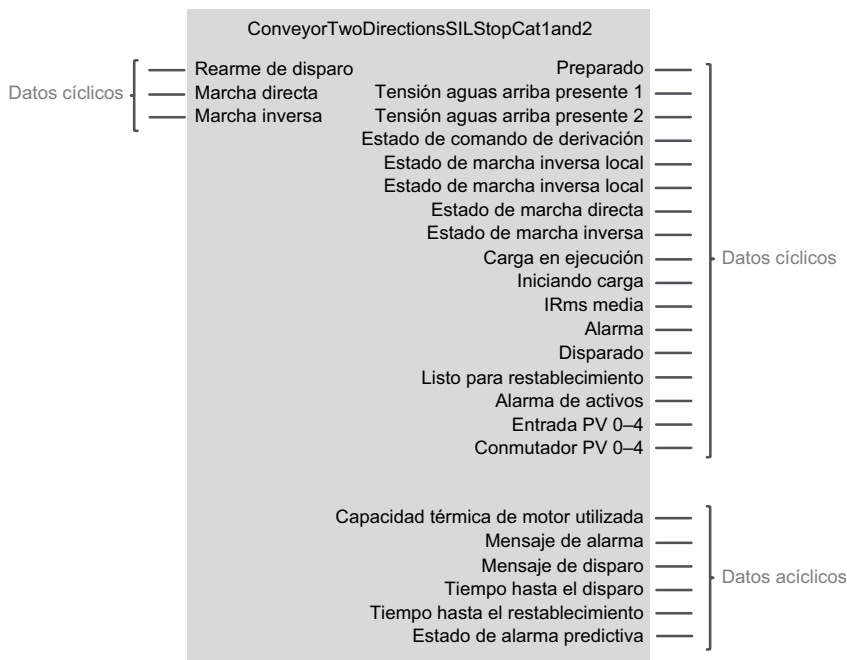 ConveyorTwoDirectionsSILStopCat1and2
Datos cíclicos
Rearme de disparo
Marcha directa
Marcha inversa
Preparado
Tensión aguas arriba presente 1
Tensión aguas arriba presente 2
Estado de comando de derivación
Estado de marcha inversa local
Estado de marcha inversa local
Estado de marcha directa
Estado de marcha inversa
Carga en ejecución
Iniciando carga
IRms media
Alarma
Disparado
Listo para restablecimiento
Alarma de activos
Entrada PV 0–4
Conmutador PV 0–4
Datos cíclicos
Capacidad térmica de motor utilizada
Mensaje de alarma
Mensaje de disparo
Tiempo hasta el disparo
Tiempo hasta el restablecimiento
Estado de alarma predictiva
Datos acíclicos